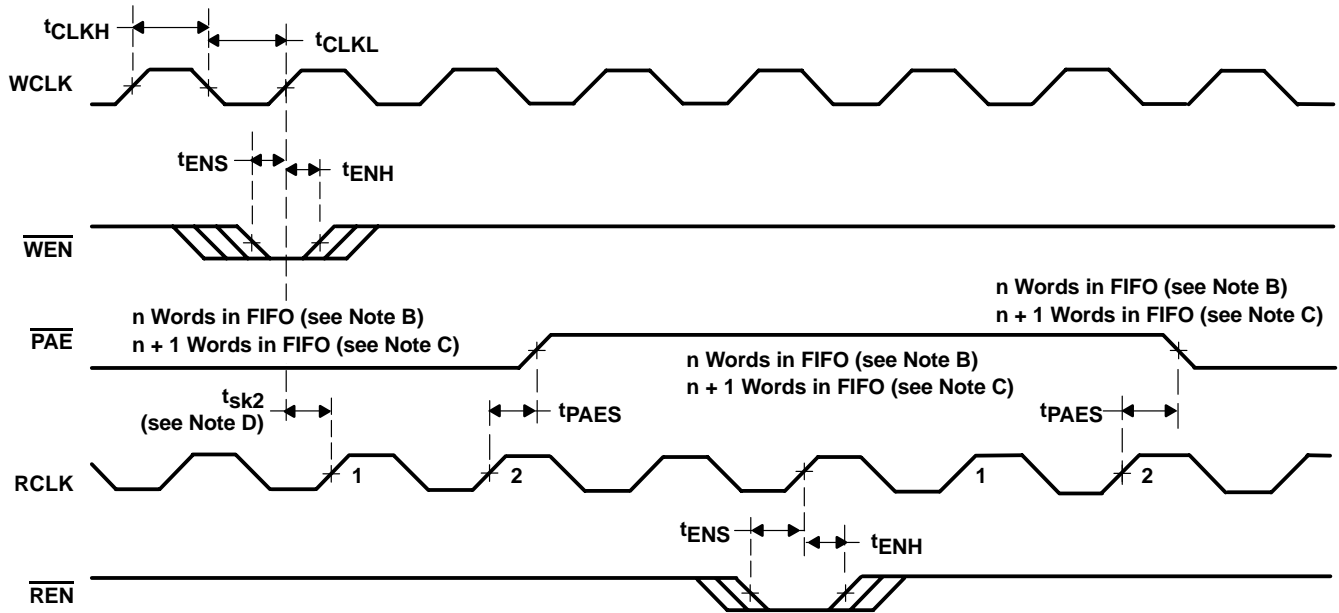 tCLKH
tCLKL
WCLK
tENS
tENH
WEN
n Words in FIFO (see Note B)
n + 1 Words in FIFO (see Note C)
n Words in FIFO (see Note B)
n + 1 Words in FIFO (see Note C)
PAE
n Words in FIFO (see Note B)
n + 1 Words in FIFO (see Note C)
tsk2
(see Note D)
tPAES
tPAES
RCLK
1
2
1
2
tENS
tENH
REN